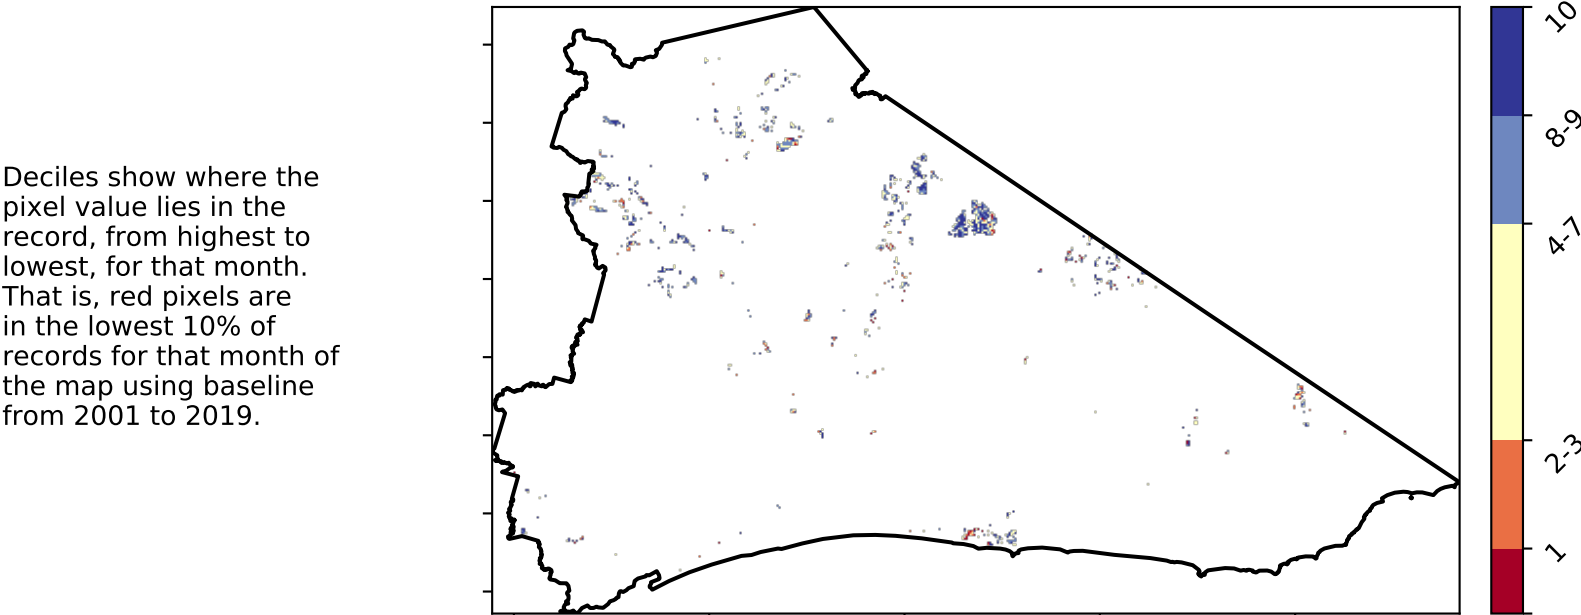 Deciles show where the
pixel value lies in the
record, from highest to
lowest, for that month.
That is, red pixels are
in the lowest 10% of
records for that month of
the map using baseline
from 2001 to 2019.
10
8-9
4-7
2-3
1